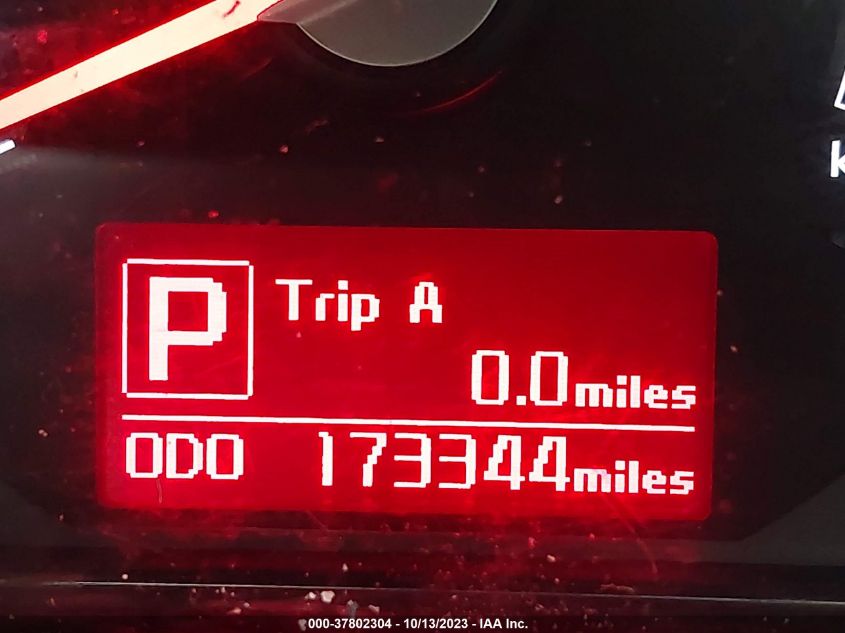 P
Trip A
0.0miles
ODO 173344miles
000-37802304 - 10/13/2023 - IAA Inc.